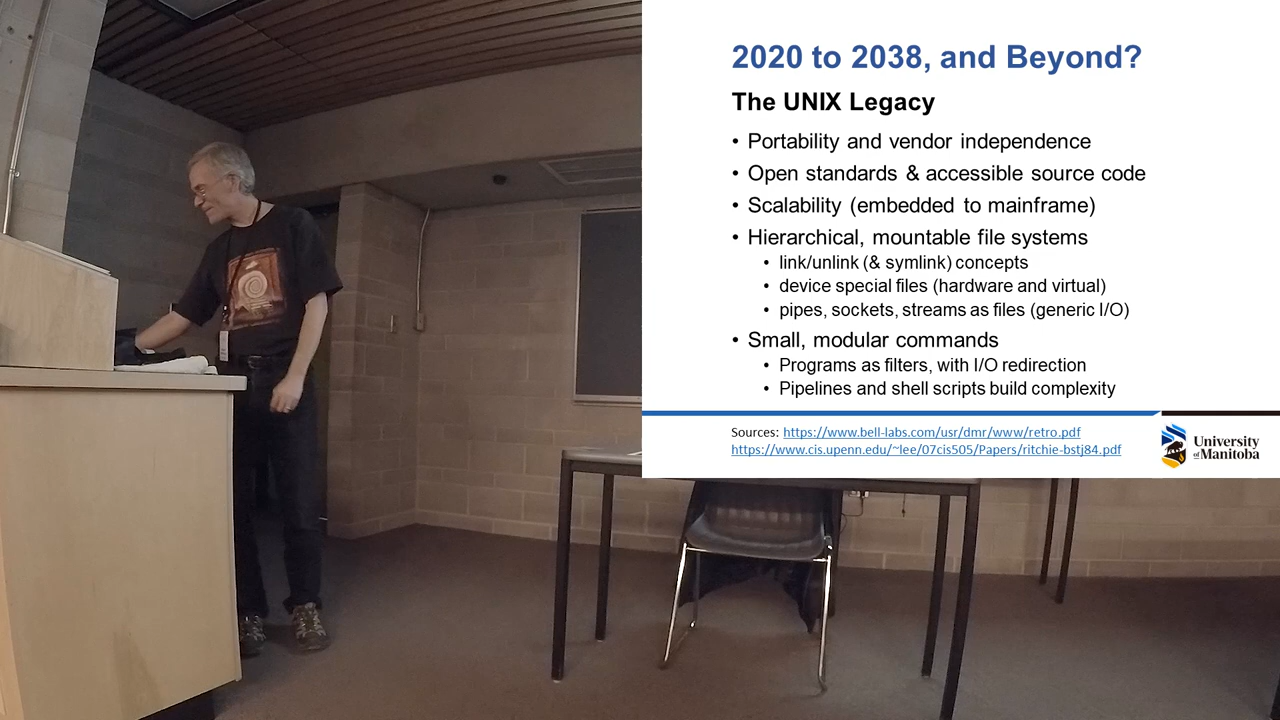 2020 to 2038, and Beyond?
The UNIX Legacy
• Portability and vendor independence
• Open standards & accessible source code
• Scalability (embedded to mainframe)
• Hierarchical, mountable file systems
• link/unlink (& symlink) concepts
• device special files (hardware and virtual)
• pipes, sockets, streams as files (generic I/O)
• Small, modular commands
• Programs as filters, with I/O redirection
• Pipelines and shell scripts build complexity
Sources: https://www.bell-labs.com/usr/dmr/www/retro.pdf
https://www.cis.upenn.edu/~lee/07cis505/Papers/ritchie-bstj84.pdf
University
of Manitoba